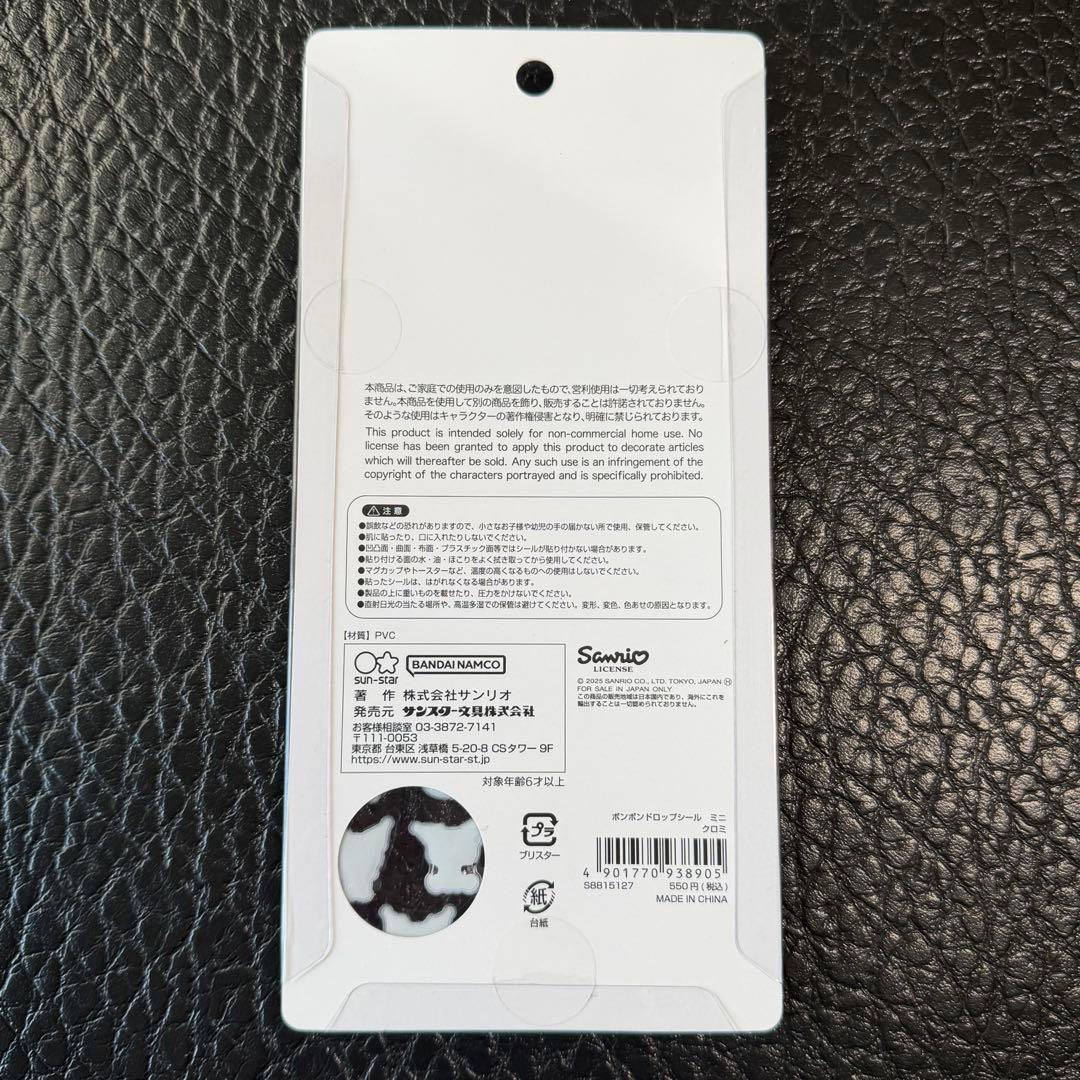 本商品は、ご家庭での使用のみを意図したもので、営利使用は一切考えられており
ません。本商品を使用して別の商品を飾り、販売することは許諾されておりません。
そのような使用はキャラクターの著作権侵害となり、明確に禁じられております。
This product is intended solely for non-commercial home use. No
license has been granted to apply this product to decorate articles
which will thereafter be sold. Any such use is an infringement of the
copyright of the characters portrayed and is specifically prohibited.
注意
●誤飲などの恐れがありますので、小さなお子様や幼児の手の届かない所で使用、保管してください。
●肌に貼ったり、口に入れたりしないでください。
●凹凸面・曲面・布面・プラスチック面等ではシールが貼り付かない場合があります。
●貼り付ける面の水・油・ほこりをよく拭き取ってから使用してください。
●マグカップやトースターなど、温度の高くなるものへの使用はしないでください。
●貼ったシールは、はがれなくなる場合があります。
●製品の上に重いものを載せたり、圧力をかけないでください。
●直射日光の当たる場所や、高温多湿での保管は避けてください。変形、変色、色あせの原因となります。
【材質】PVC
sun-star BANDAI NAMCO
著 作 株式会社サンリオ
発売元 サンスター文具株式会社
お客様相談室 03-3872-7141
〒111-0053
東京都 台東区 浅草橋 5-20-8 CSタワー 9F
https://www.sun-star-st.jp
対象年齢6才以上
Sanrio
LICENSE
© 2025 SANRIO CO., LTD. TOKYO, JAPAN Ⓗ
FOR SALE IN JAPAN ONLY
この商品の販売地域は日本国内であり、海外にこれを
輸出することは一切認められておりません。
プラ
ブリスター
紙
台紙
ボンボンドロップシール ミニ
クロミ
4 901770 938905
S8815127 550円(税込)
MADE IN CHINA